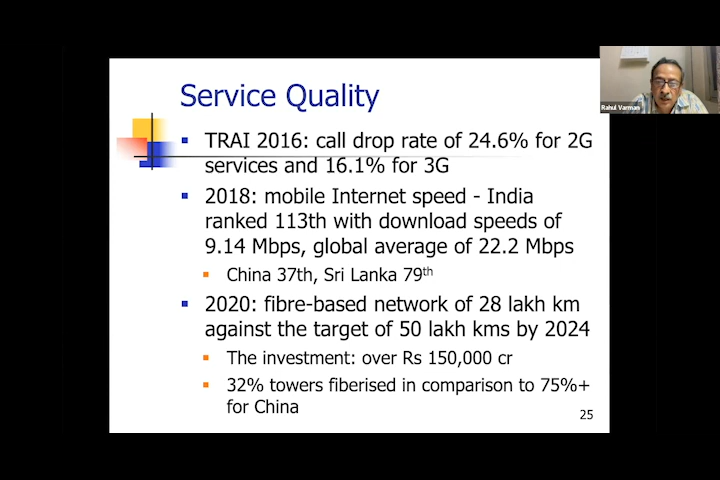 Service Quality
TRAI 2016: call drop rate of 24.6% for 2G
services and 16.1% for 3G
2018: mobile Internet speed - India
ranked 113th with download speeds of
9.14 Mbps, global average of 22.2 Mbps
China 37th, Sri Lanka 79th
2020: fibre-based network of 28 lakh km
against the target of 50 lakh kms by 2024
The investment: over Rs 150,000 cr
32% towers fiberised in comparison to 75%+
for China
25
Rahul Varman